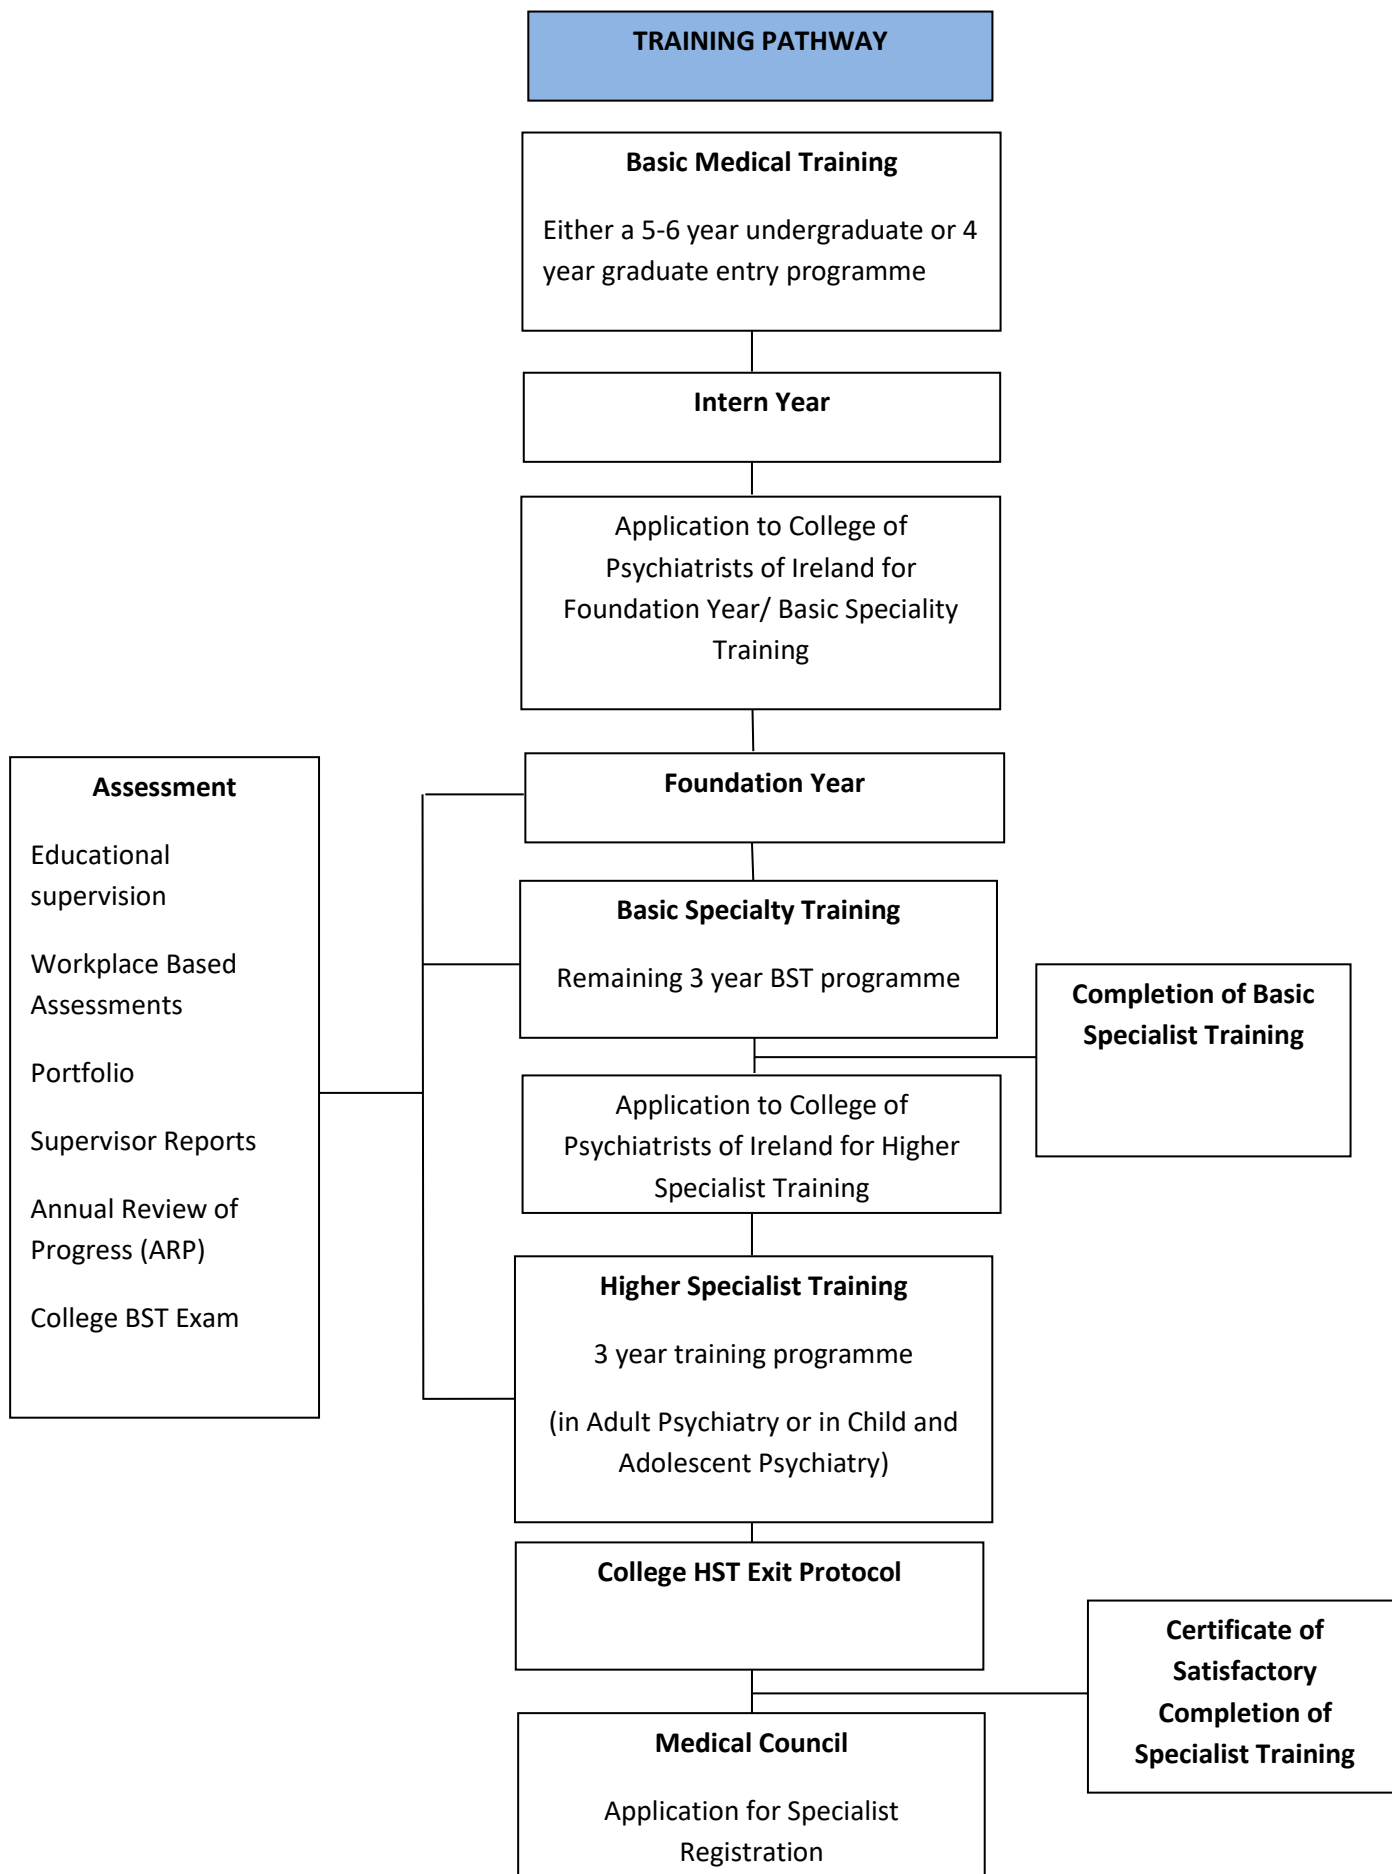 TRAINING PATHWAY
Basic Medical Training
Either a 5-6 year undergraduate or 4
year graduate entry programme
Intern Year
Application to College of
Psychiatrists of Ireland for
Foundation Year/ Basic Speciality
Training
Foundation Year
Assessment
Educational
supervision
Workplace Based
Assessments
Portfolio
Supervisor Reports
Annual Review of
Progress (ARP)
College BST Exam
Basic Specialty Training
Remaining 3 year BST programme
Completion of Basic
Specialist Training
Application to College of
Psychiatrists of Ireland for Higher
Specialist Training
Higher Specialist Training
3 year training programme
(in Adult Psychiatry or in Child and
Adolescent Psychiatry)
College HST Exit Protocol
Certificate of
Satisfactory
Completion of
Specialist Training
Medical Council
Application for Specialist
Registration